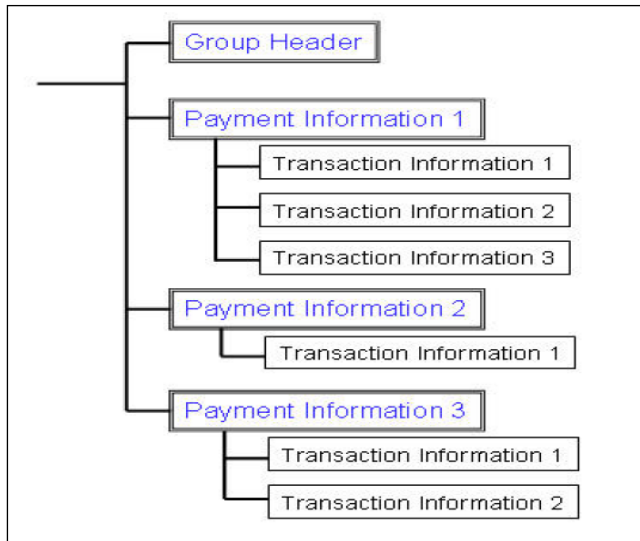 Group Header
Payment Information 1
Transaction Information 1
Transaction Information 2
Transaction Information 3
Payment Information 2
Transaction Information 1
Payment Information 3
Transaction Information 1
Transaction Information 2